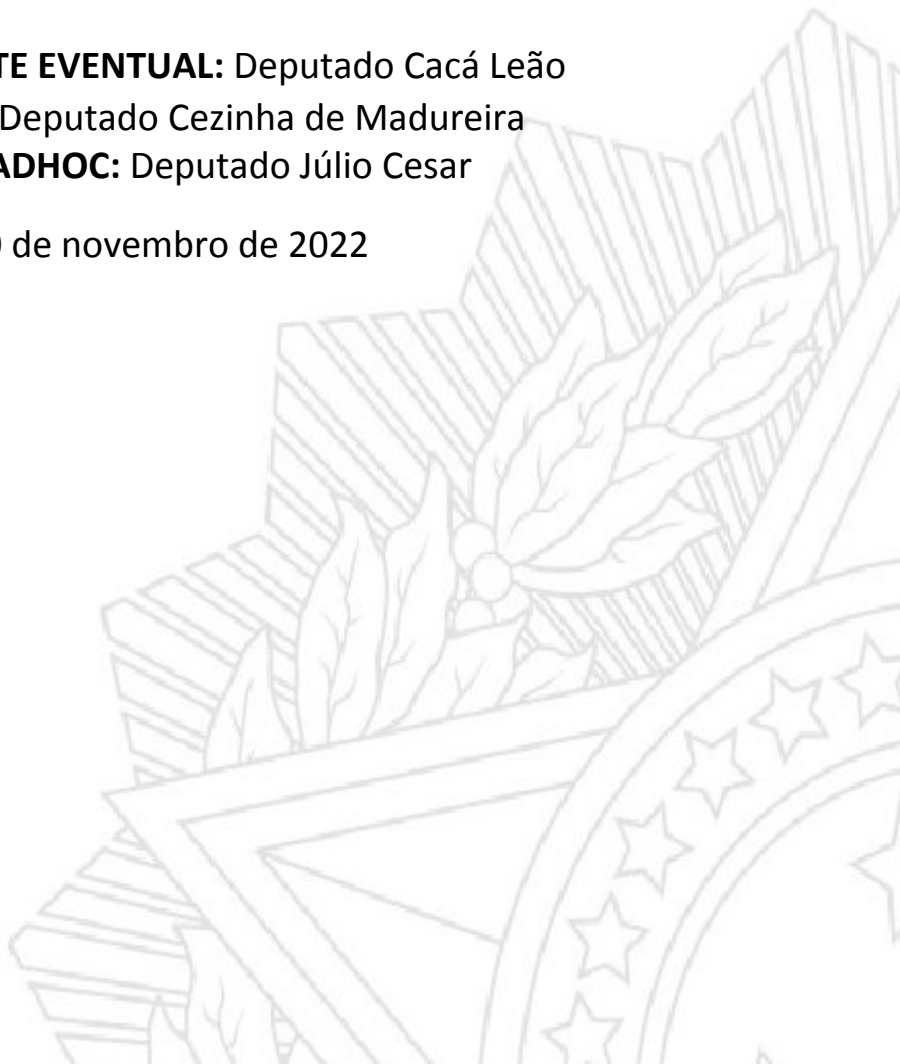 TE EVENTUAL: Deputado Cacá Leão
Deputado Cezinha de Madureira
ADHOC: Deputado Júlio Cesar
de novembro de 2022